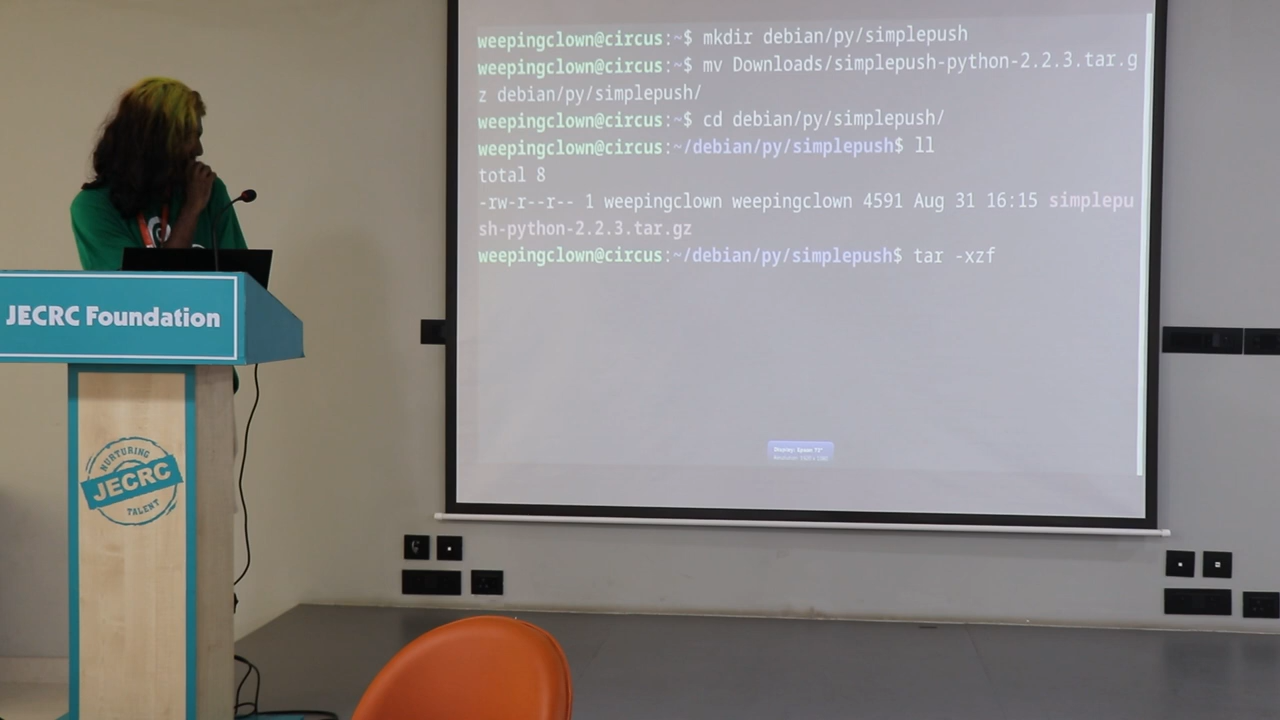 weepingclown@circus:~$ mkdir debian/py/simplepush
weepingclown@circus:~$ mv Downloads/simplepush-python-2.2.3.tar.g
z debian/py/simplepush/
weepingclown@circus:~$ cd debian/py/simplepush/
weepingclown@circus:~/debian/py/simplepush$ ll
total 8
-rw-r--r-- 1 weepingclown weepingclown 4591 Aug 31 16:15 simplepu
sh-python-2.2.3.tar.gz
weepingclown@circus:~/debian/py/simplepush$ tar -xzf
Display: Epson
JECRC Foundation
NURTURING
JECRC
TALENT